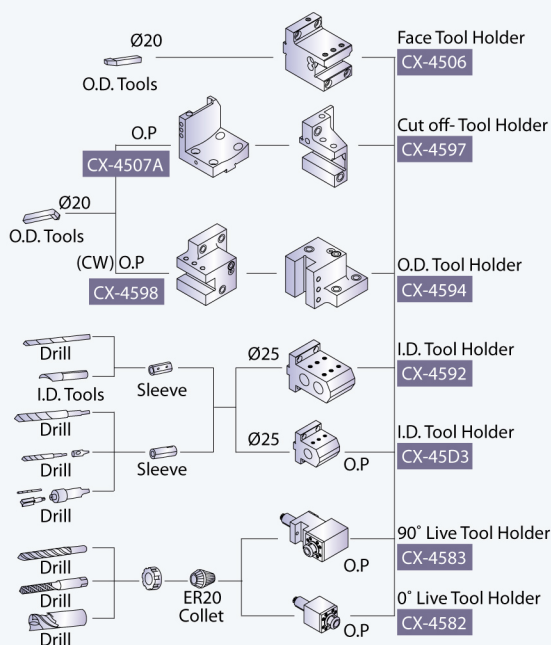 Ø20
O.D. Tools
Face Tool Holder
CX-4506
O.P
CX-4507A
Cut off- Tool Holder
CX-4597
Ø20
O.D. Tools
(CW) O.P
CX-4598
O.D. Tool Holder
CX-4594
Drill
I.D. Tools
Sleeve
Ø25
I.D. Tool Holder
CX-4592
Drill
Drill
Drill
Sleeve
Ø25
O.P
I.D. Tool Holder
CX-45D3
Drill
Drill
Drill
ER20
Collet
O.P
90° Live Tool Holder
CX-4583
O.P
0° Live Tool Holder
CX-4582